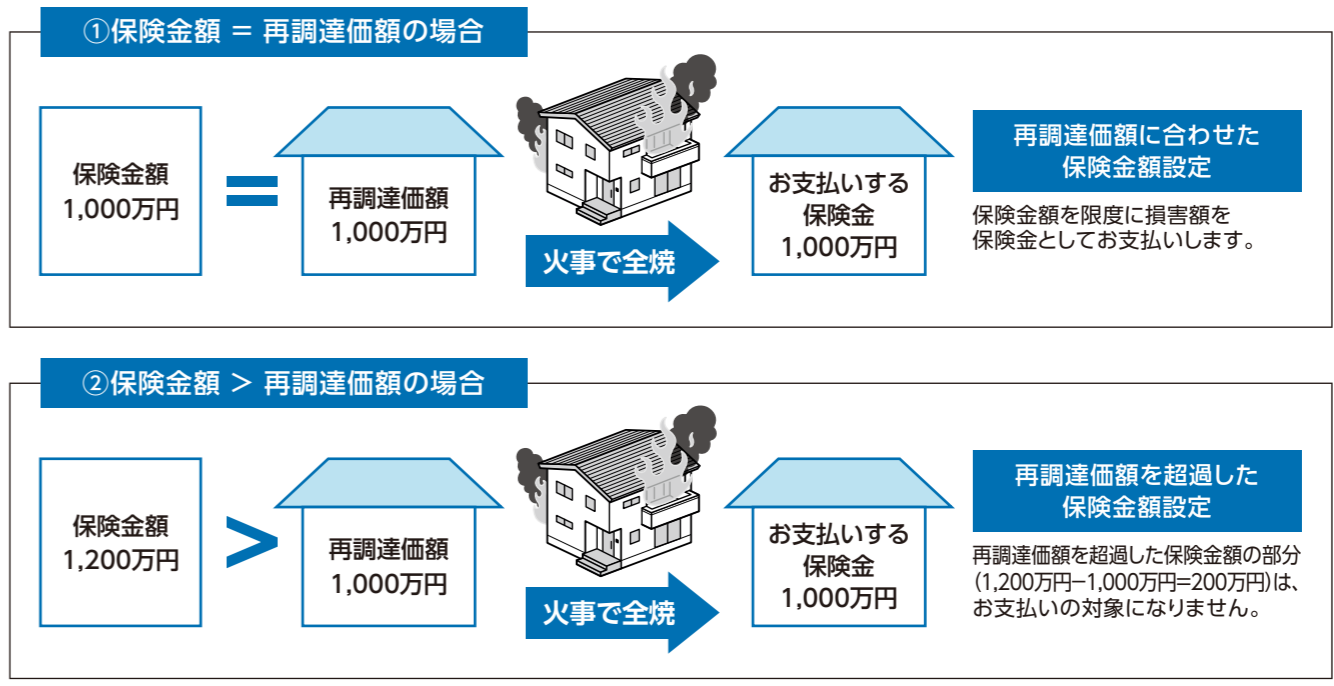 ①保険金額 = 再調達価額の場合
保険金額
1,000万円
=
再調達価額
1,000万円
火事で全焼
お支払いする
保険金
1,000万円
再調達価額に合わせた
保険金額設定
保険金額を限度に損害額を
保険金としてお支払いします。
②保険金額 > 再調達価額の場合
保険金額
1,200万円
>
再調達価額
1,000万円
火事で全焼
お支払いする
保険金
1,000万円
再調達価額を超過した
保険金額設定
再調達価額を超過した保険金額の部分
(1,200万円−1,000万円=200万円)は、
お支払いの対象になりません。